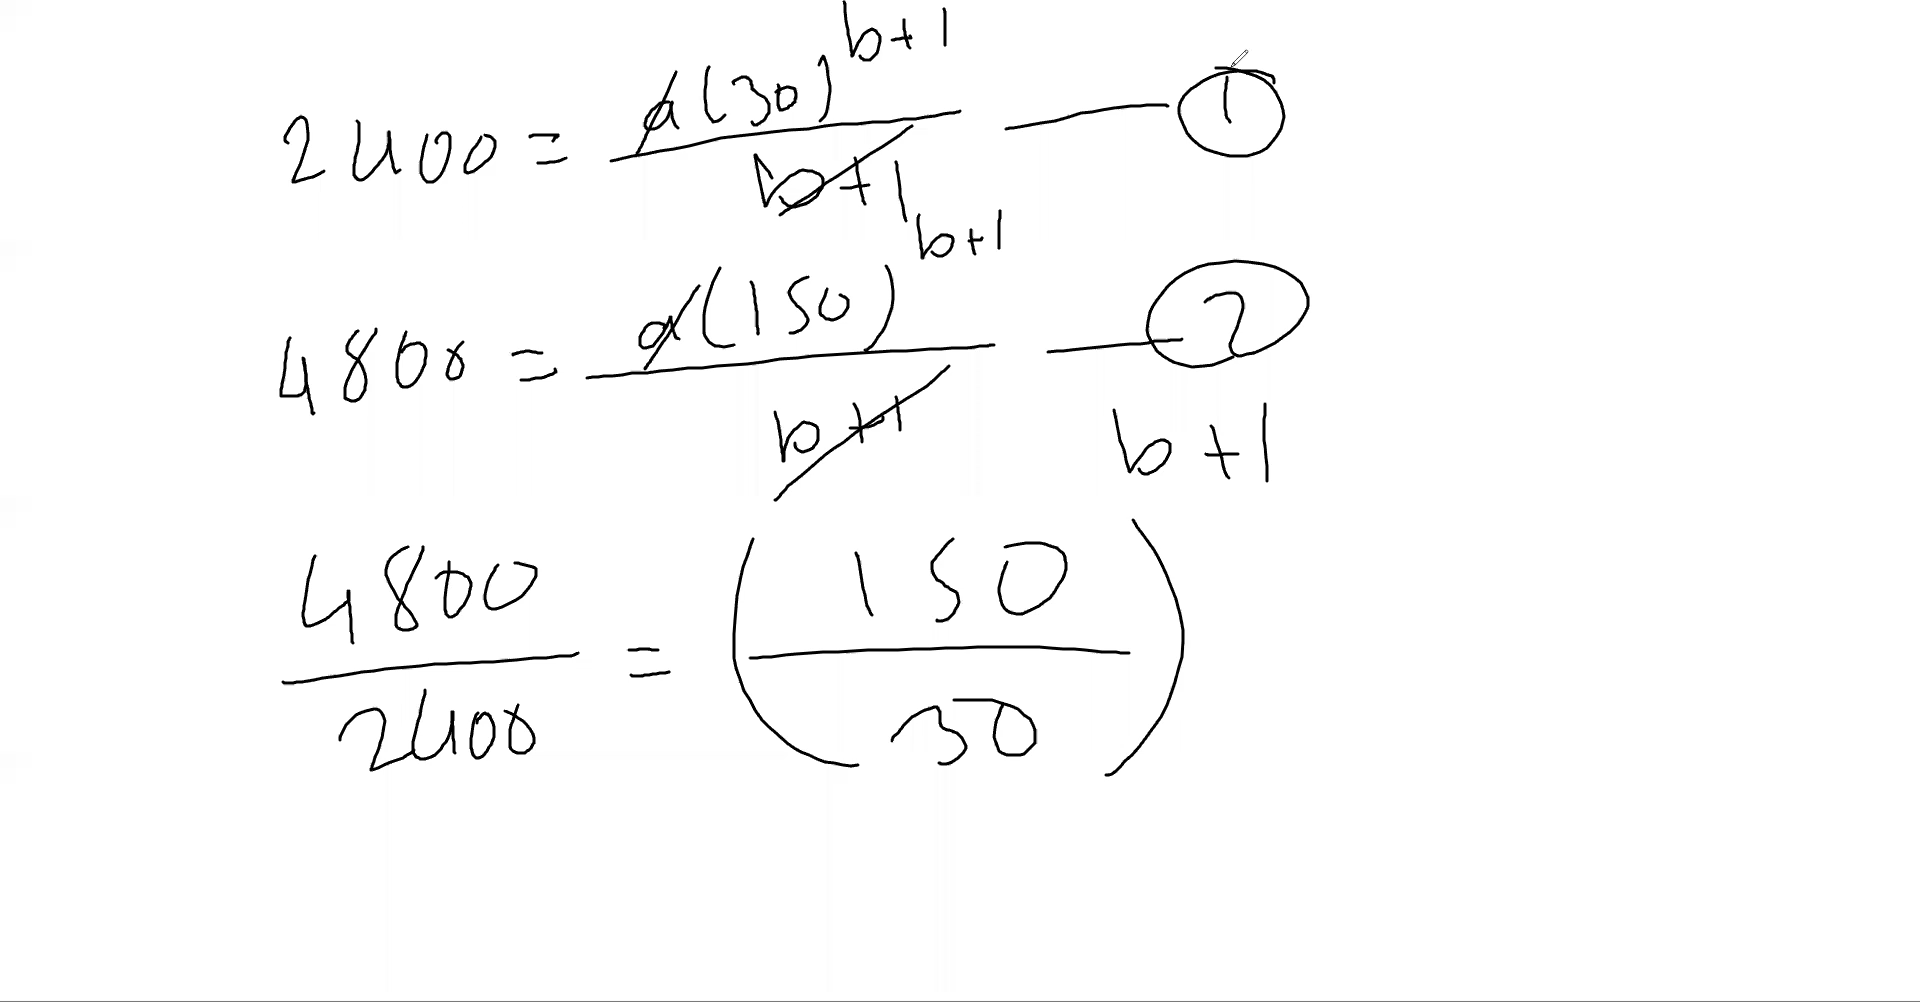 2400 = a(30)^{b+1} / b+1 — 1
4800 = a(150)^{b+1} / b+1 — 2
4800 / 2400 = (150 / 30)^{b+1}